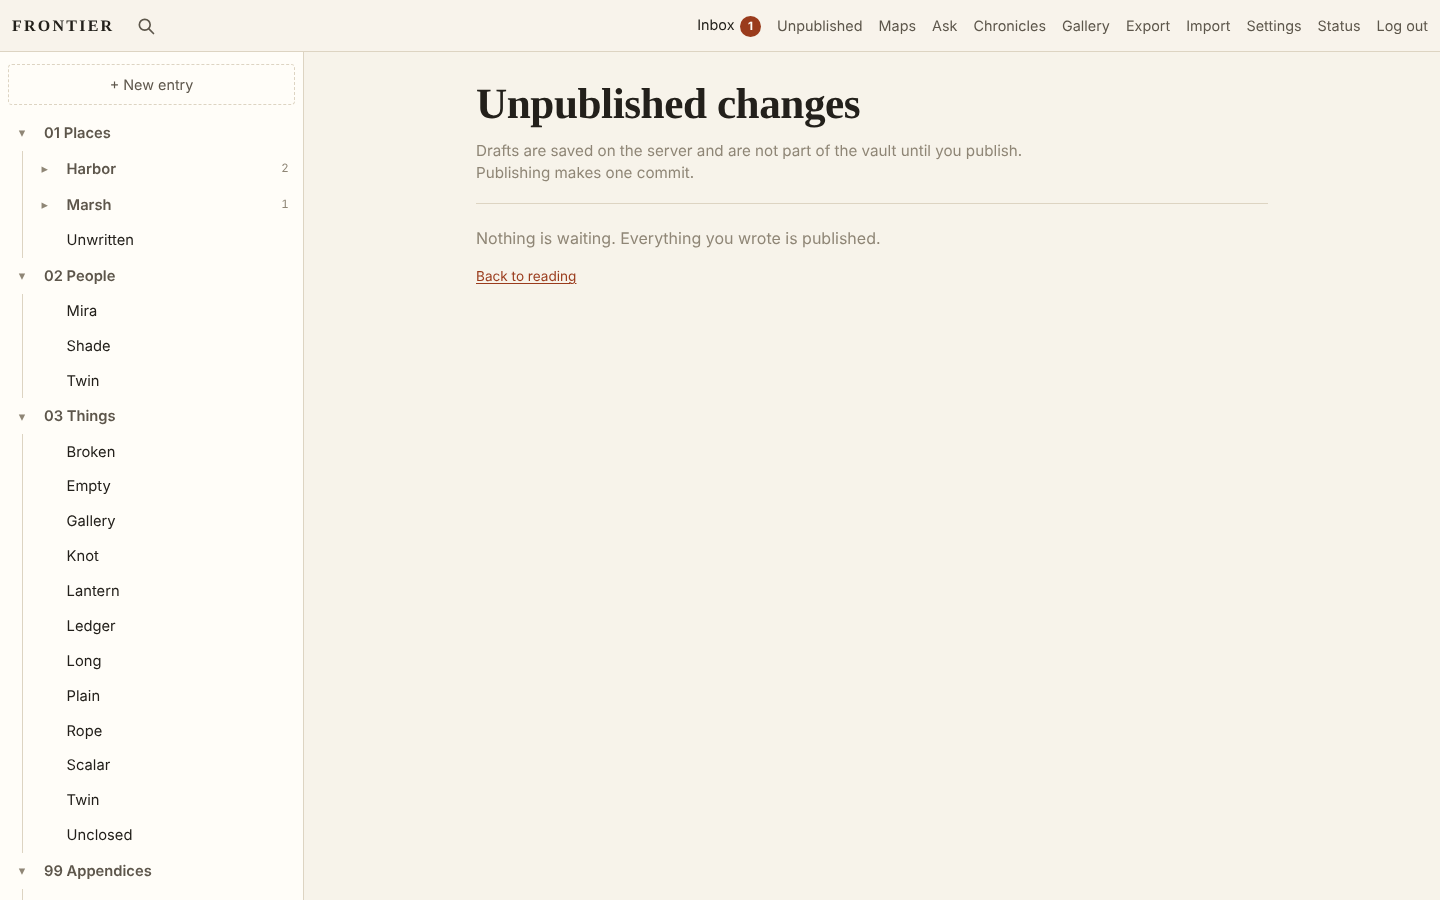 FRONTIER
Inbox 1 Unpublished Maps Ask Chronicles Gallery Export Import Settings Status Log out
+ New entry
01 Places
Harbor 2
Marsh 1
Unwritten
02 People
Mira
Shade
Twin
03 Things
Broken
Empty
Gallery
Knot
Lantern
Ledger
Long
Plain
Rope
Scalar
Twin
Unclosed
99 Appendices
Unpublished changes
Drafts are saved on the server and are not part of the vault until you publish.
Publishing makes one commit.
Nothing is waiting. Everything you wrote is published.
Back to reading